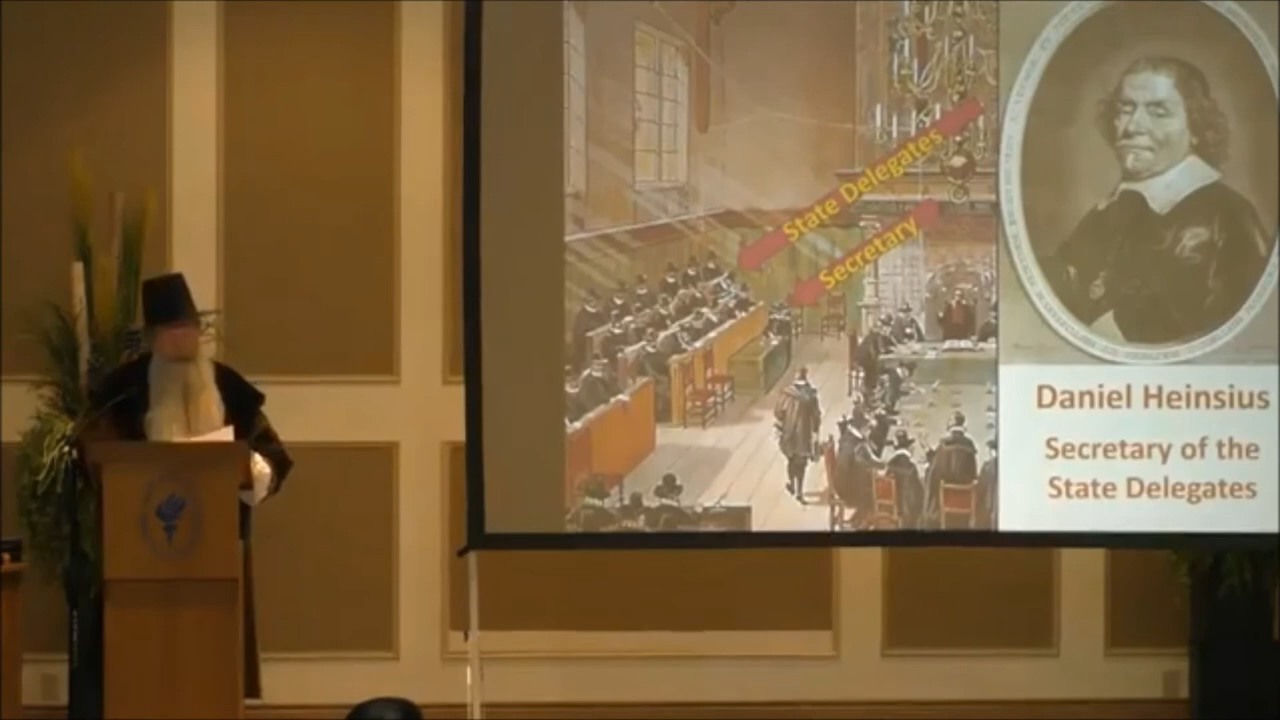 State Delegates
Secretary
Daniel Heinsius
Secretary of the
State Delegates